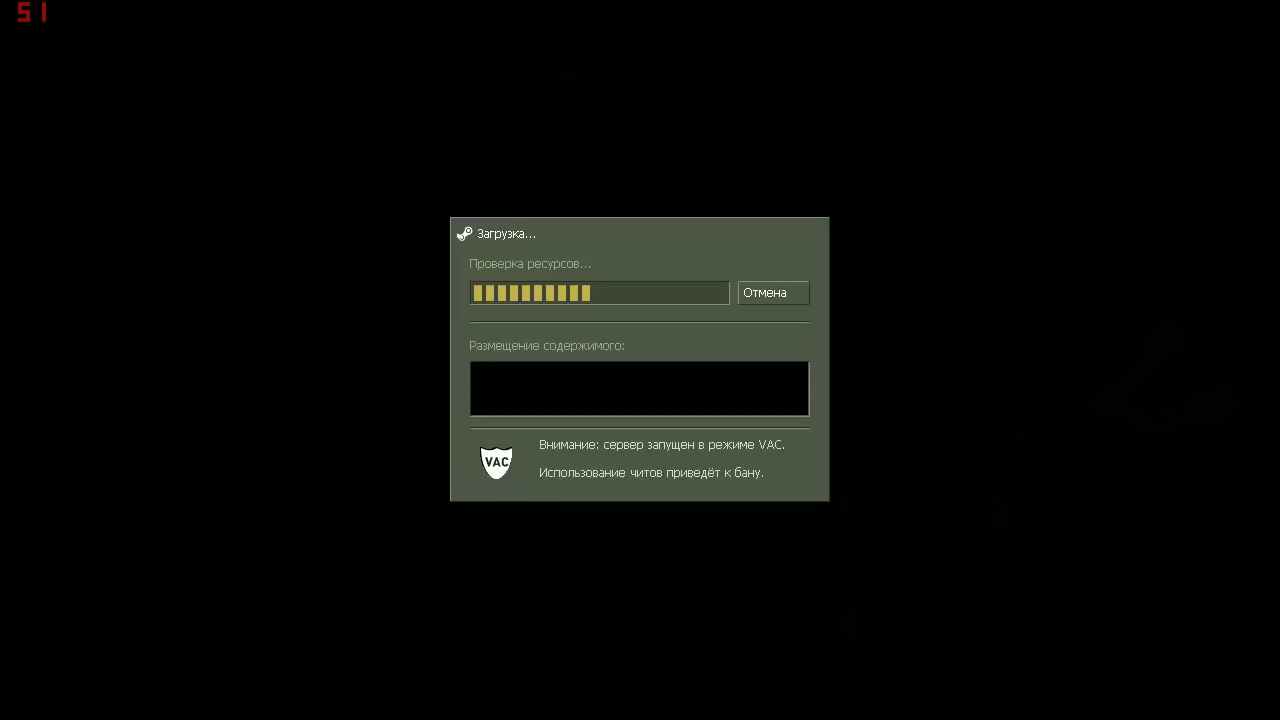 51
Загрузка...
Проверка ресурсов...
Отмена
Размещение содержимого:
VAC
Внимание: сервер запущен в режиме VAC.
Использование читов приведёт к бану.